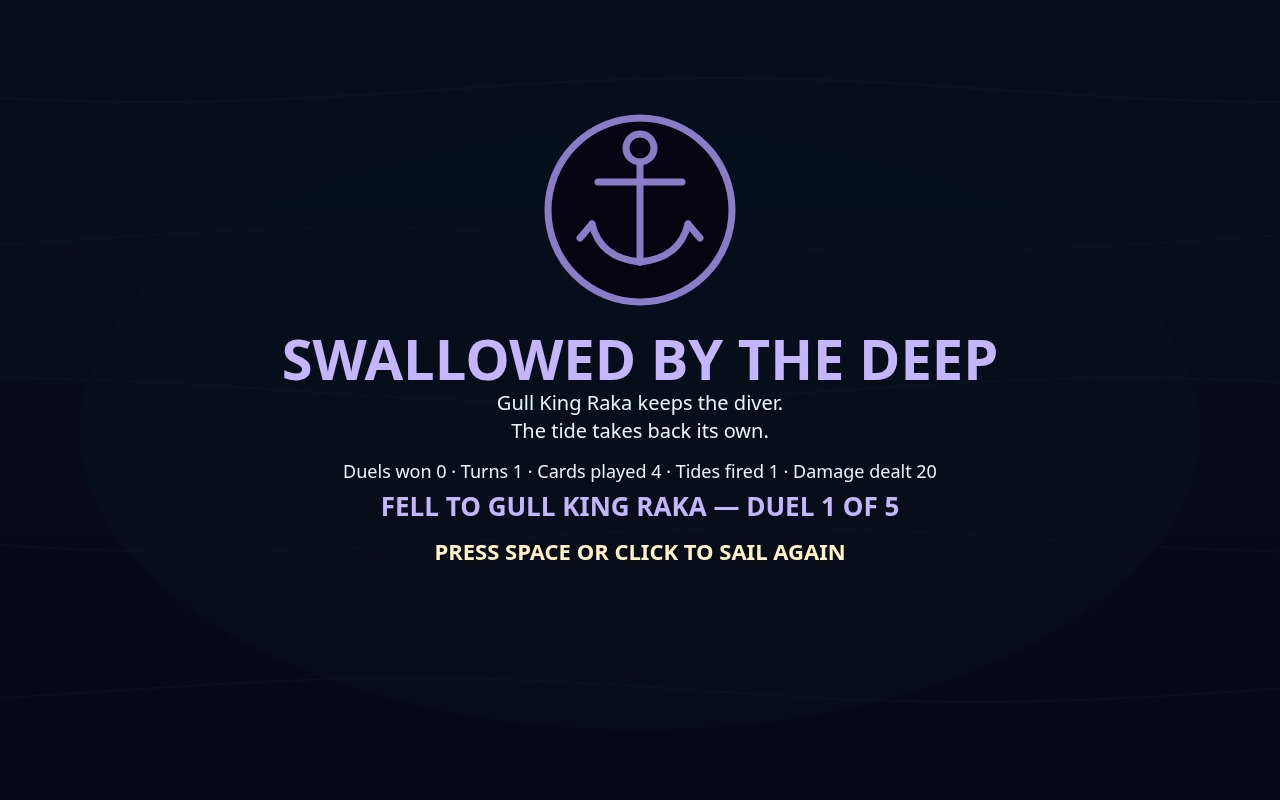 SWALLOWED BY THE DEEP
Gull King Raka keeps the diver.
The tide takes back its own.
Duels won 0 · Turns 1 · Cards played 4 · Tides fired 1 · Damage dealt 20
FELL TO GULL KING RAKA — DUEL 1 OF 5
PRESS SPACE OR CLICK TO SAIL AGAIN